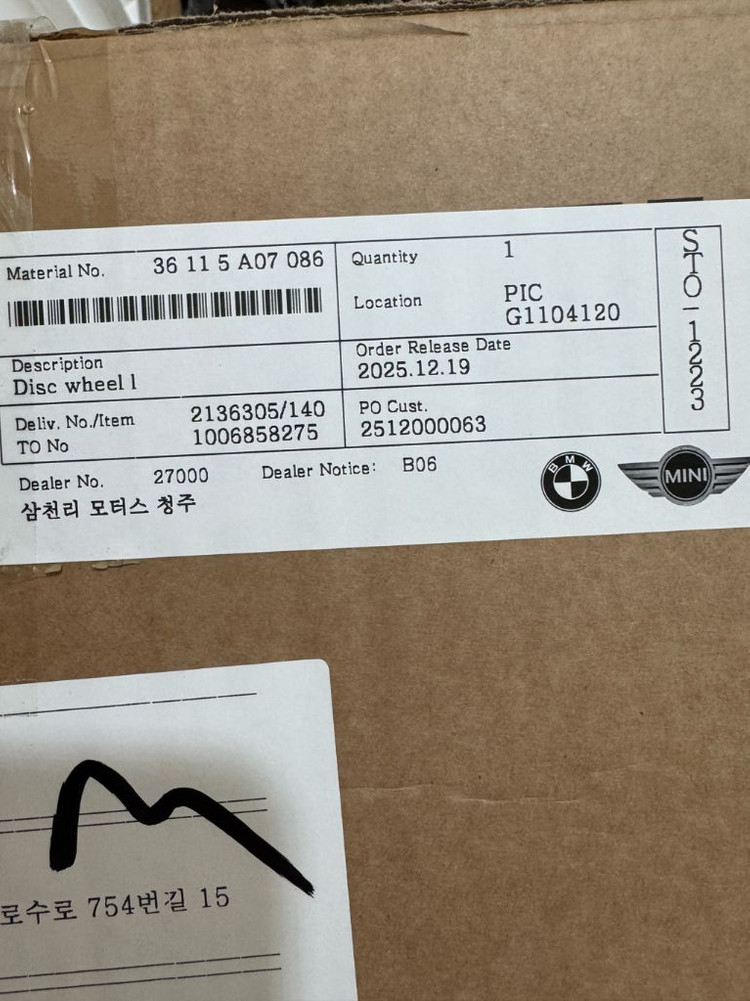 Material No. 36 11 5 A07 086
Quantity 1
Location PIC
G1104120
Description
Disc wheel l
Order Release Date
2025.12.19
Deliv. No./Item 2136305/140
TO No 1006858275
PO Cust.
2512000063
STO-1223
Dealer No. 27000 Dealer Notice: B06
삼천리 모터스 청주
BMW
MINI
로수로 754번길 15